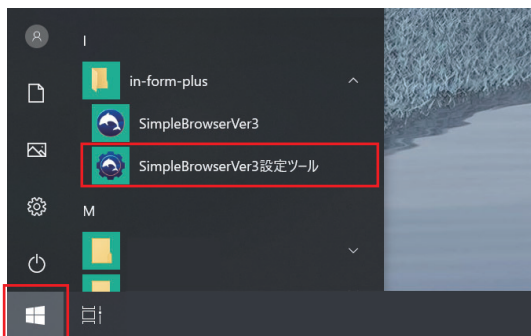 I
in-form-plus
SimpleBrowserVer3
SimpleBrowserVer3設定ツール
M